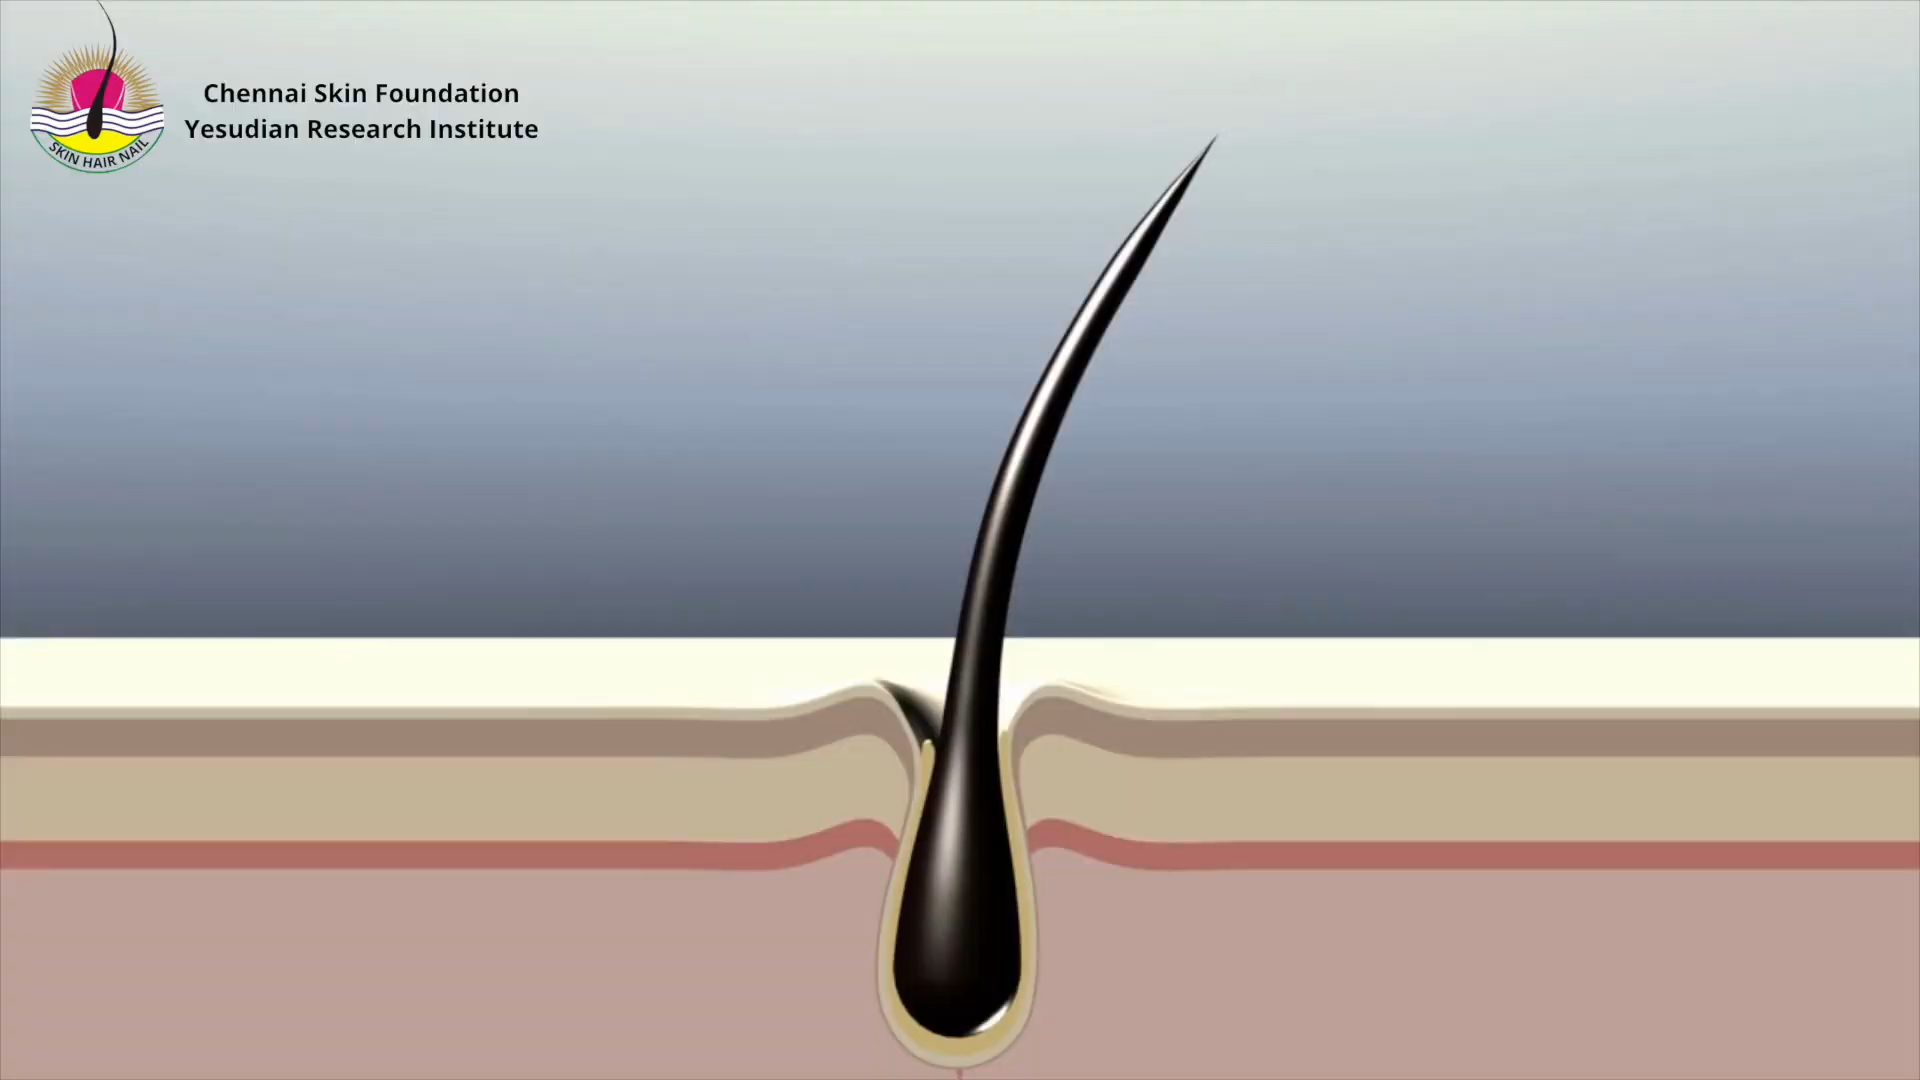 Chennai Skin Foundation
Yesudian Research Institute
SKIN HAIR NAIL